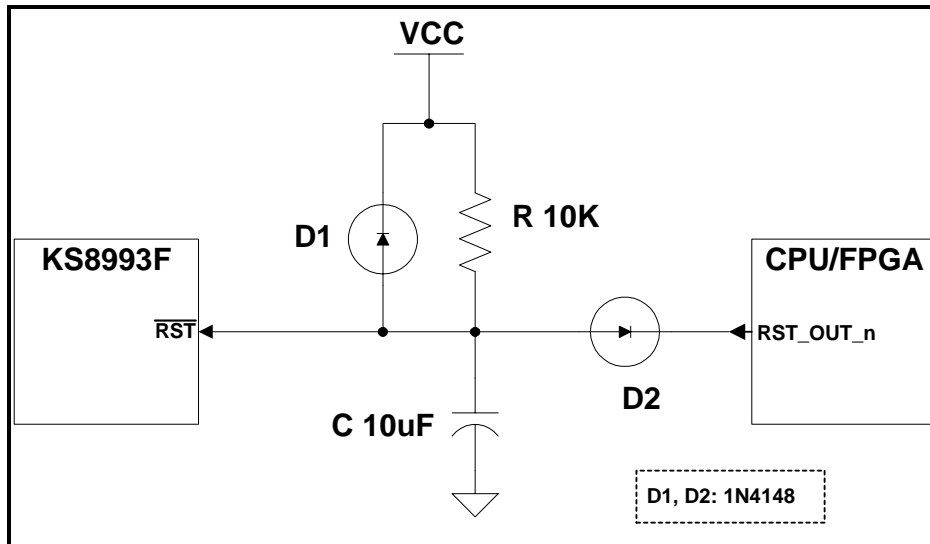 VCC
D1
R 10K
KS8993F
CPU/FPGA
RST
RST_OUT_n
D2
C 10uF
D1, D2: 1N4148